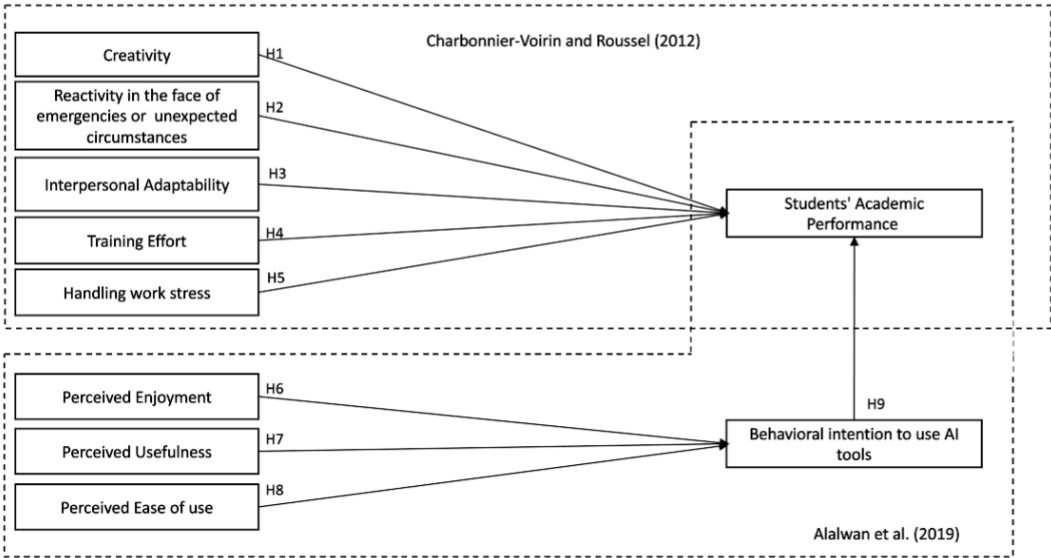 Charbonnier-Voirin and Roussel (2012)
Creativity
H1
Reactivity in the face of
emergencies or unexpected
circumstances
H2
Interpersonal Adaptability
H3
Training Effort
H4
Handling work stress
H5
Students' Academic
Performance
Perceived Enjoyment
H6
Perceived Usefulness
H7
Perceived Ease of use
H8
H9
Behavioral intention to use AI
tools
Alalwan et al. (2019)